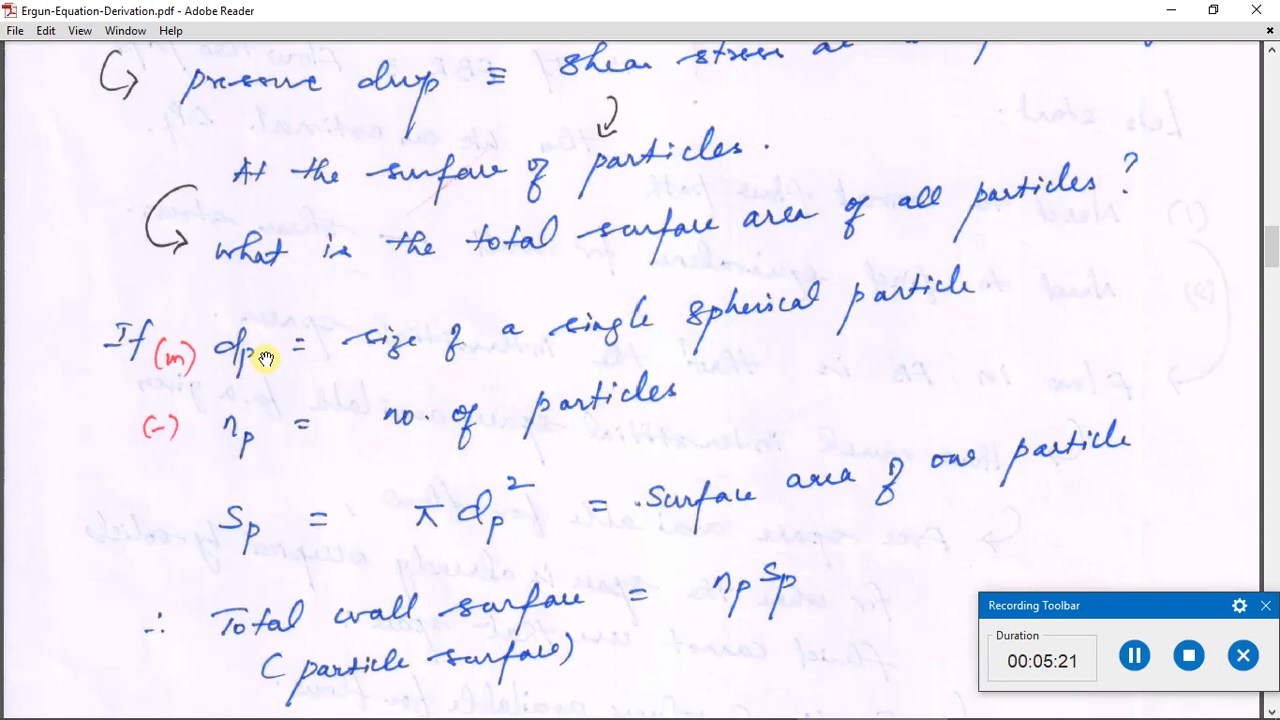 Ergun-Equation-Derivation.pdf - Adobe Reader
File Edit View Window Help
pressure drop ≡ shear stress at
At the surface of particles.
what is the total surface area of all particles?
If (m) dp = size of a single spherical particle
(-) np = no. of particles
Sp = π dp² = Surface area of one particle
∴ Total wall surface = np Sp
(particle surface)
Recording Toolbar
Duration
00:05:21